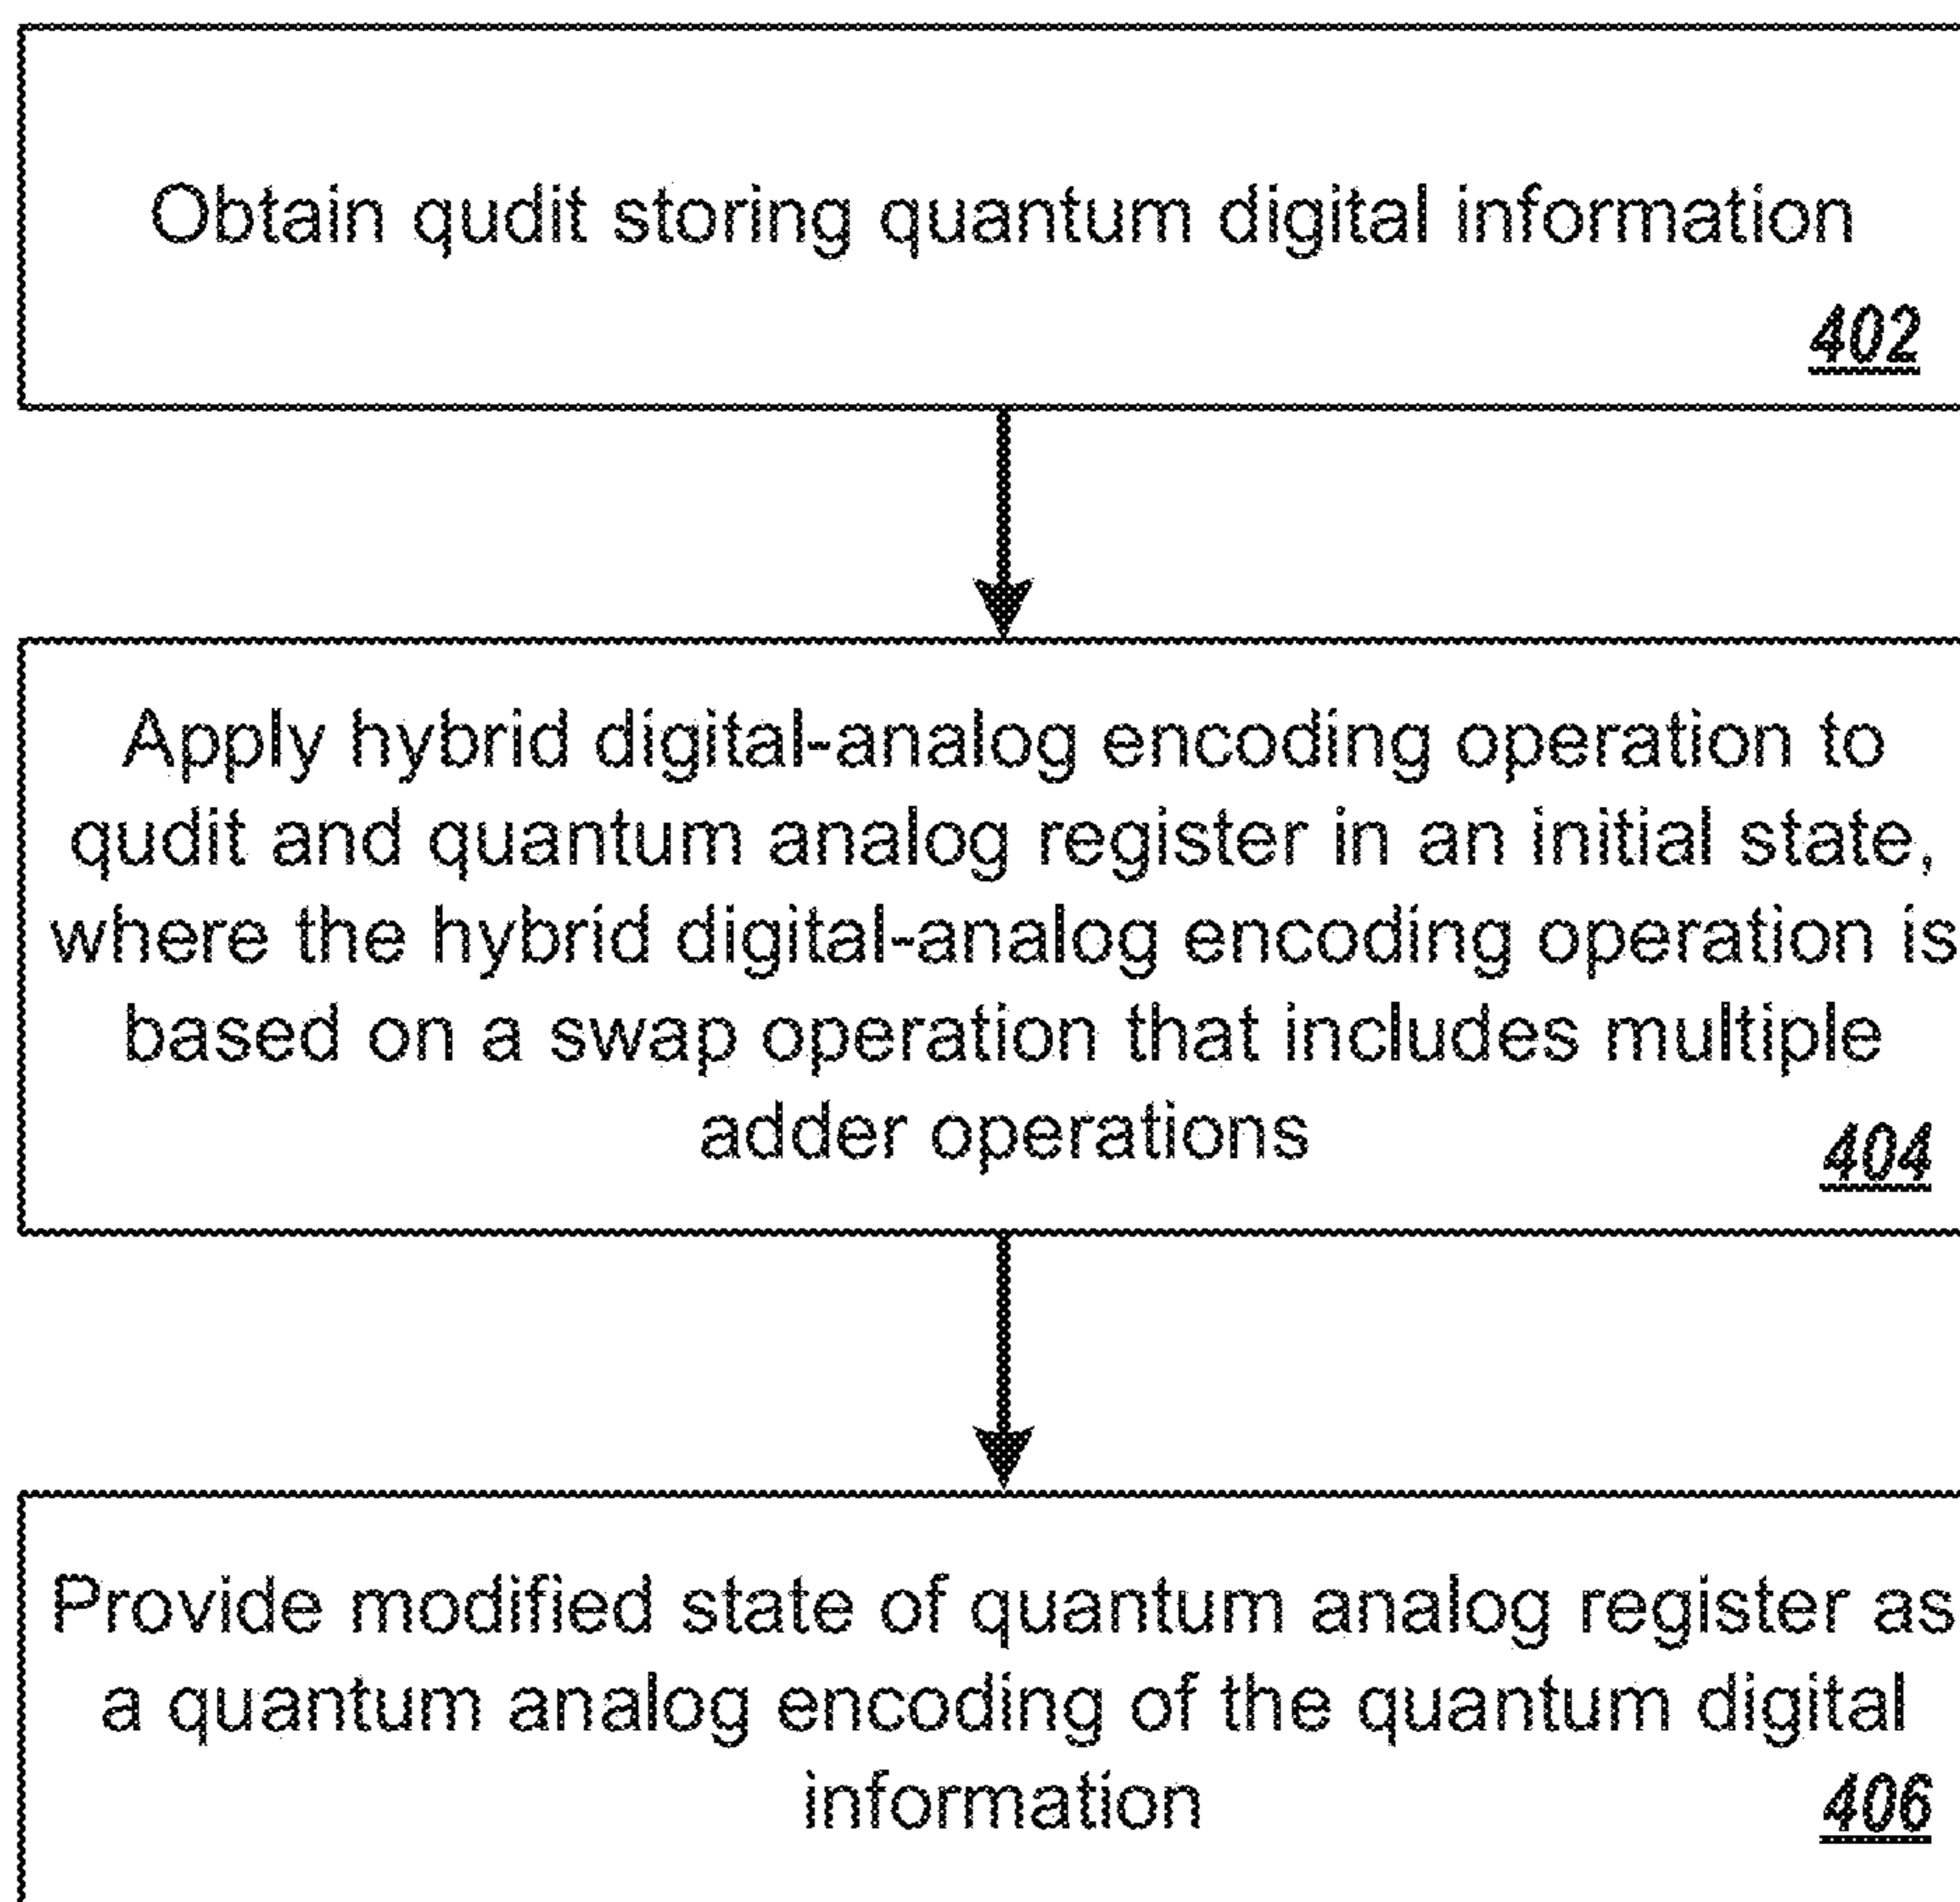 Obtain qudit storing quantum digital information
402
Apply hybrid digital-analog encoding operation to
qudit and quantum analog register in an initial state,
where the hybrid digital-analog encoding operation is
based on a swap operation that includes multiple
adder operations
404
Provide modified state of quantum analog register as
a quantum analog encoding of the quantum digital
information
406